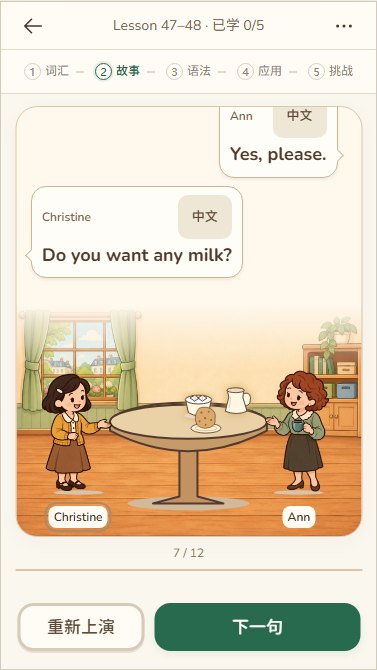 Lesson 47–48 · 已学 0/5
1 词汇 – 2 故事 – 3 语法 – 4 应用 – 5 挑战
Ann 中文
Yes, please.
Christine 中文
Do you want any milk?
Christine Ann
7 / 12
重新上演 下一句